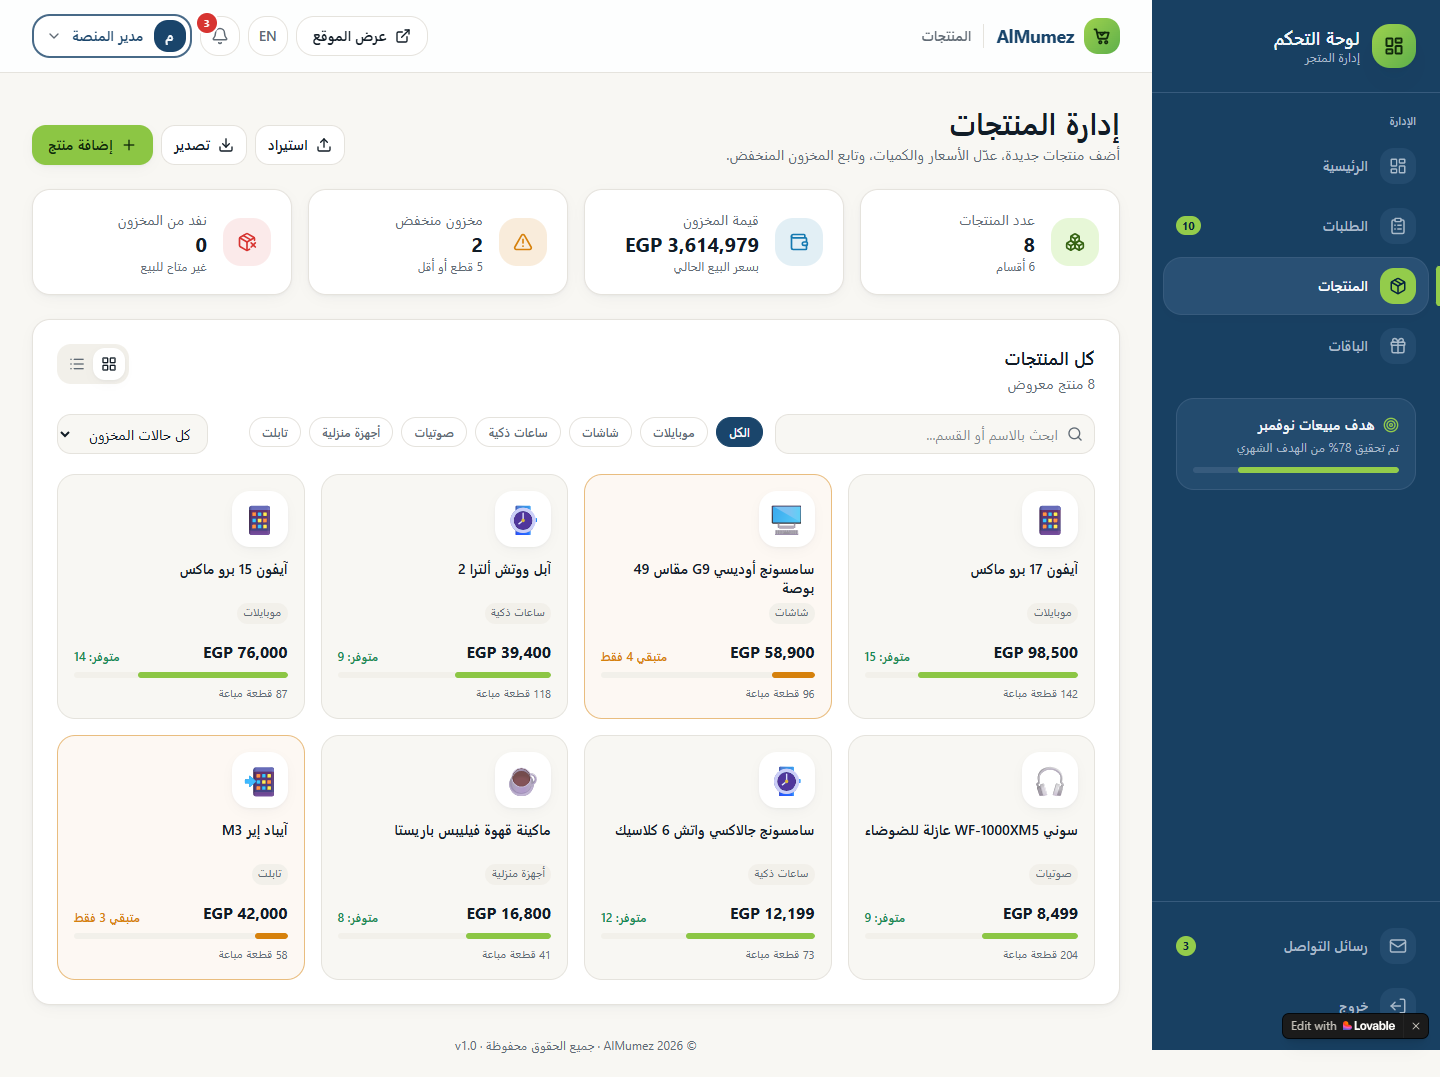 لوحة التحكم
إدارة المتجر
الإدارة
الرئيسية
الطلبات
10
المنتجات
الباقات
هدف مبيعات نوفمبر
تم تحقيق 78% من الهدف الشهري
رسائل التواصل
3
خروج
Edit with Lovable ×
AlMumez
المنتجات
عرض الموقع
EN
3
م
مدير المنصة
إدارة المنتجات
أضف منتجات جديدة، عدّل الأسعار والكميات، وتابع المخزون المنخفض.
استيراد
تصدير
إضافة منتج
عدد المنتجات
8
6 أقسام
قيمة المخزون
EGP 3,614,979
بسعر البيع الحالي
مخزون منخفض
2
5 قطع أو أقل
نفد من المخزون
0
غير متاح للبيع
كل المنتجات
8 منتج معروض
ابحث بالاسم أو القسم...
الكل
موبايلات
شاشات
ساعات ذكية
صوتيات
أجهزة منزلية
تابلت
كل حالات المخزون
آيفون 17 برو ماكس
موبايلات
EGP 98,500
متوفر: 15
142 قطعة مباعة
سامسونج أوديسي G9 مقاس 49
بوصة
شاشات
EGP 58,900
متبقي 4 فقط
96 قطعة مباعة
آبل ووتش ألترا 2
ساعات ذكية
EGP 39,400
متوفر: 9
118 قطعة مباعة
آيفون 15 برو ماكس
موبايلات
EGP 76,000
متوفر: 14
87 قطعة مباعة
سوني WF-1000XM5 عازلة للضوضاء
صوتيات
EGP 8,499
متوفر: 9
204 قطعة مباعة
سامسونج جالاكسي واتش 6 كلاسيك
ساعات ذكية
EGP 12,199
متوفر: 12
73 قطعة مباعة
ماكينة قهوة فيليبس باريستا
أجهزة منزلية
EGP 16,800
متوفر: 8
41 قطعة مباعة
آيباد إير M3
تابلت
EGP 42,000
متبقي 3 فقط
58 قطعة مباعة
© 2026 AlMumez · جميع الحقوق محفوظة · v1.0